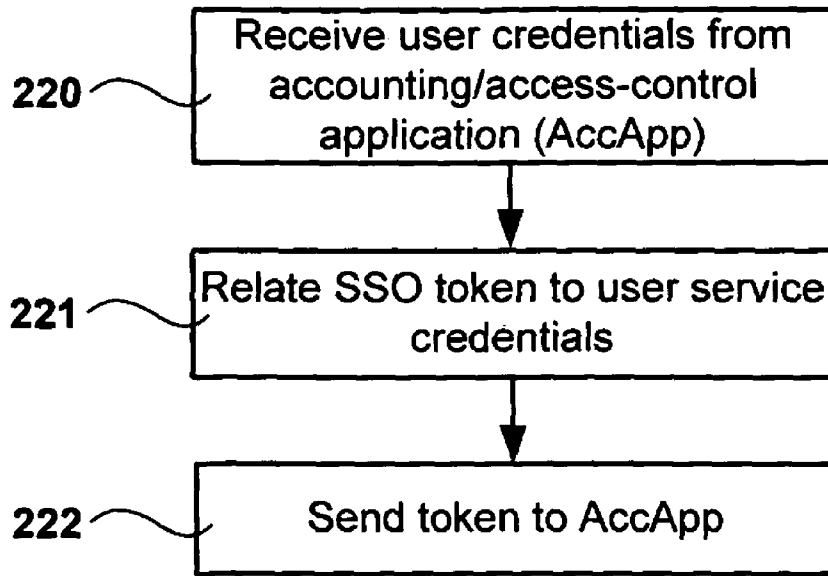 Receive user credentials from
220
accounting/access-control
application (AccApp)
Relate SSO token to user service
221
credentials
222
Send token to AccApp